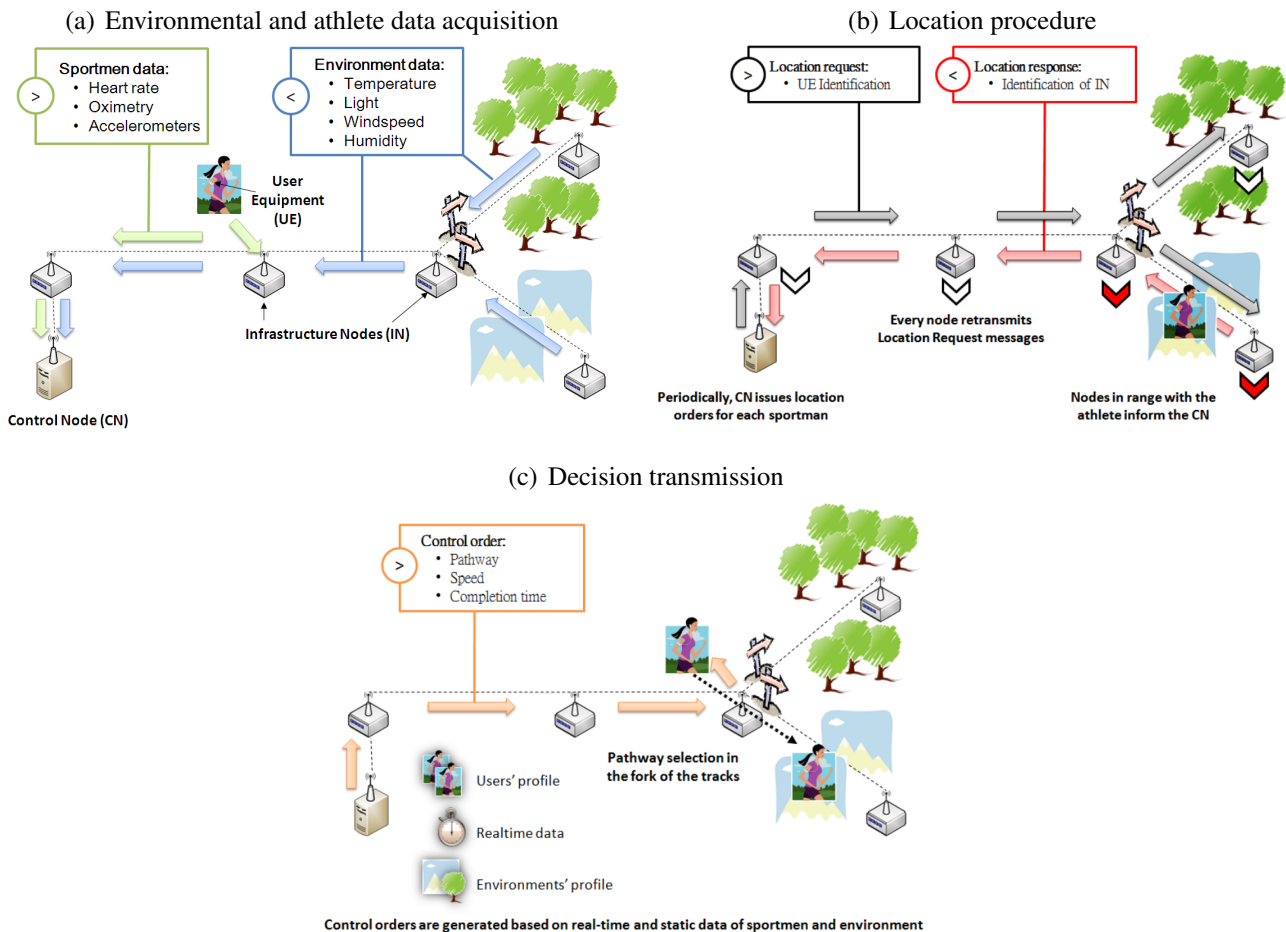 (a) Environmental and athlete data acquisition
Sportmen data:
>
• Heart rate
• Oximetry
• Accelerometers
Environment data:
<
• Temperature
• Light
• Windspeed
• Humidity
User
Equipment
(UE)
Infrastructure Nodes (IN)
Control Node (CN)
(b) Location procedure
>
Location request:
• UE Identification
<
Location response:
• Identification of IN
Every node retransmits
Location Request messages
Periodically, CN issues location
orders for each sportman
Nodes in range with the
athlete inform the CN
(c) Decision transmission
Control order:
>
• Pathway
• Speed
• Completion time
Pathway selection in
the fork of the tracks
Users' profile
Realtime data
Environments' profile
Control orders are generated based on real-time and static data of sportmen and environment